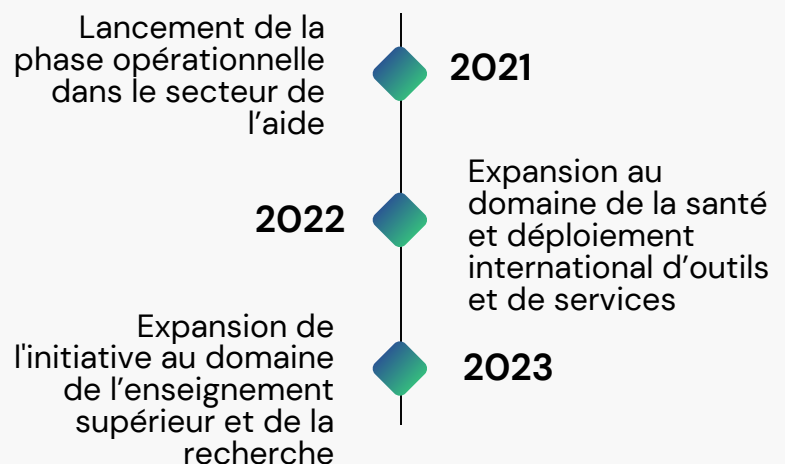 Lancement de la
phase opérationnelle
dans le secteur de
l’aide
2021
2022
Expansion au
domaine de la santé
et déploiement
international d’outils
et de services
Expansion de
l'initiative au domaine
de l’enseignement
supérieur et de la
recherche
2023